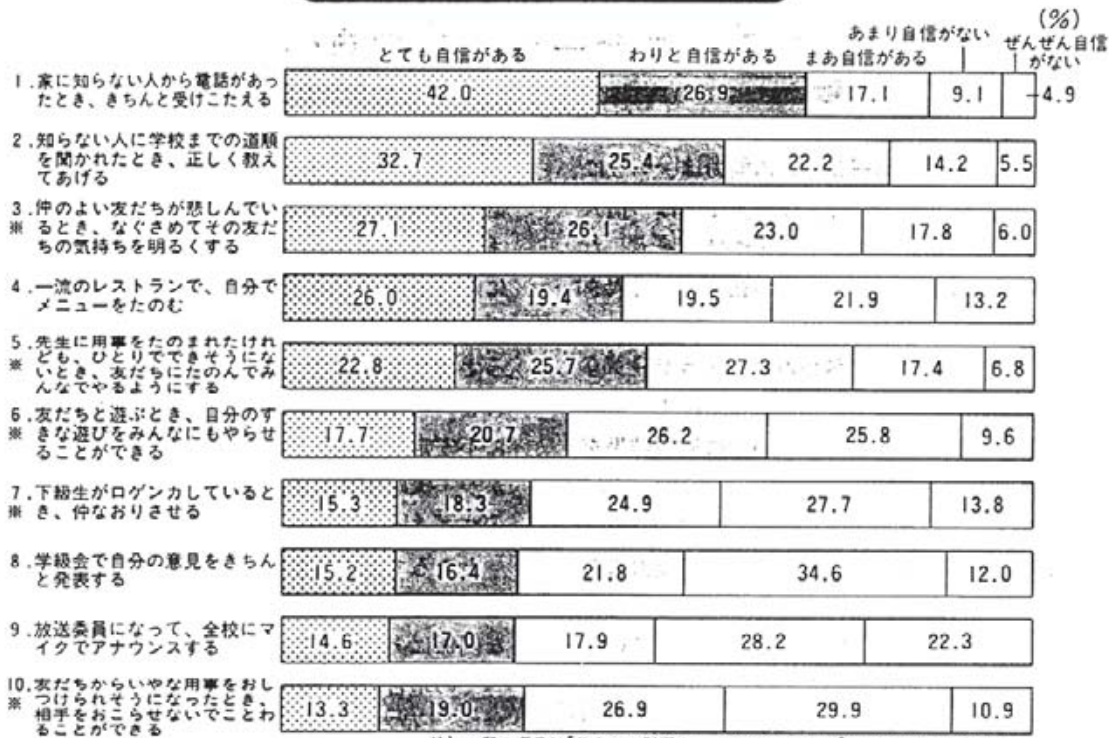 (%)
とても自信がある
わりと自信がある
まあ自信がある
あまり自信がない
ぜんぜん自信
がない
1.家に知らない人から電話があっ
たとき、きちんと受けこたえる
42.0 26.9 17.1 9.1 4.9
2.知らない人に学校までの道順
を聞かれたとき、正しく教え
てあげる
32.7 25.4 22.2 14.2 5.5
3.仲のよい友だちが悲しんでい
※ るとき、なぐさめてその友だ
ちの気持ちを明るくする
27.1 26.1 23.0 17.8 6.0
4.一流のレストランで、自分で
メニューをたのむ
26.0 19.4 19.5 21.9 13.2
5.先生に用事をたのまれたけれ
※ ども、ひとりでできそうにな
いとき、友だちにたのんでみ
んなでやるようにする
22.8 25.7 27.3 17.4 6.8
6.友だちと遊ぶとき、自分のす
※ きな遊びをみんなにもやらせ
ることができる
17.7 20.7 26.2 25.8 9.6
7.下級生が口ゲンカしていると
※ き、仲なおりさせる
15.3 18.3 24.9 27.7 13.8
8.学級会で自分の意見をきちん
と発表する
15.2 16.4 21.8 34.6 12.0
9.放送委員になって、全校にマ
イクでアナウンスする
14.6 17.0 17.9 28.2 22.3
10.友だちからいやな用事をおし
※ つけられそうになったとき、
相手をおこらせないでことわ
ることができる
13.3 19.0 26.9 29.9 10.9